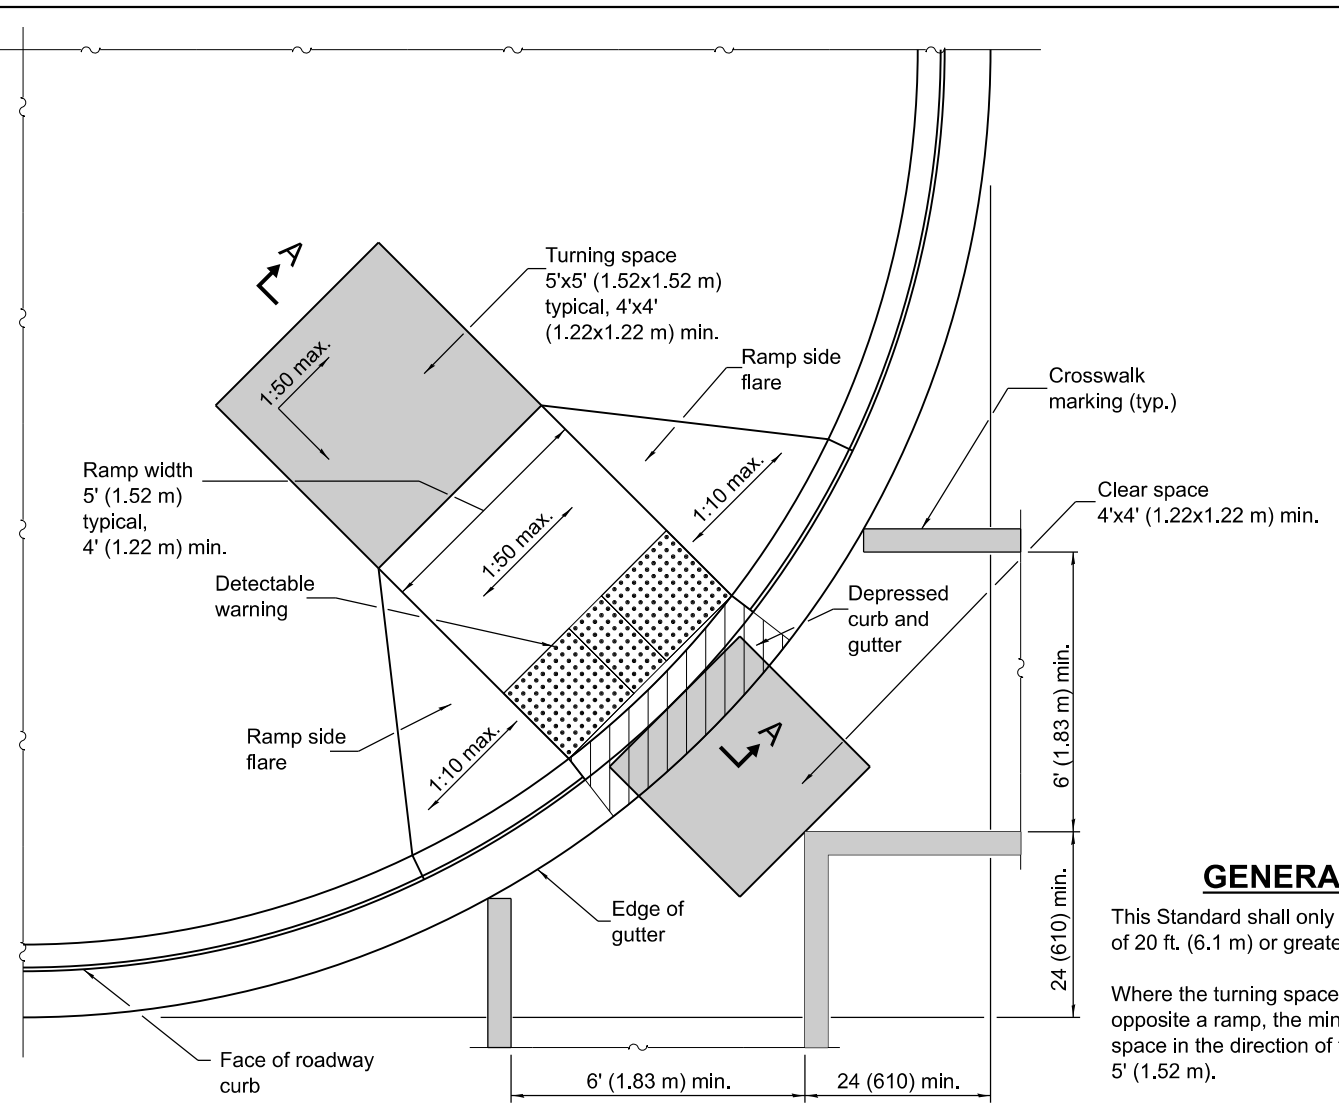 A
Turning space
5'x5' (1.52x1.52 m)
typical, 4'x4'
(1.22x1.22 m) min.
1:50 max.
Ramp side
flare
Crosswalk
marking (typ.)
Ramp width
5' (1.52 m)
typical,
4' (1.22 m) min.
1:10 max.
Clear space
4'x4' (1.22x1.22 m) min.
1:50 max.
Detectable
warning
Depressed
curb and
gutter
6' (1.83 m) min.
Ramp side
flare
1:10 max.
A
Edge of
gutter
24 (610) min.
GENERA
This Standard shall only
of 20 ft. (6.1 m) or greate
Where the turning space
opposite a ramp, the min
space in the direction of
5' (1.52 m).
Face of roadway
curb
6' (1.83 m) min.
24 (610) min.